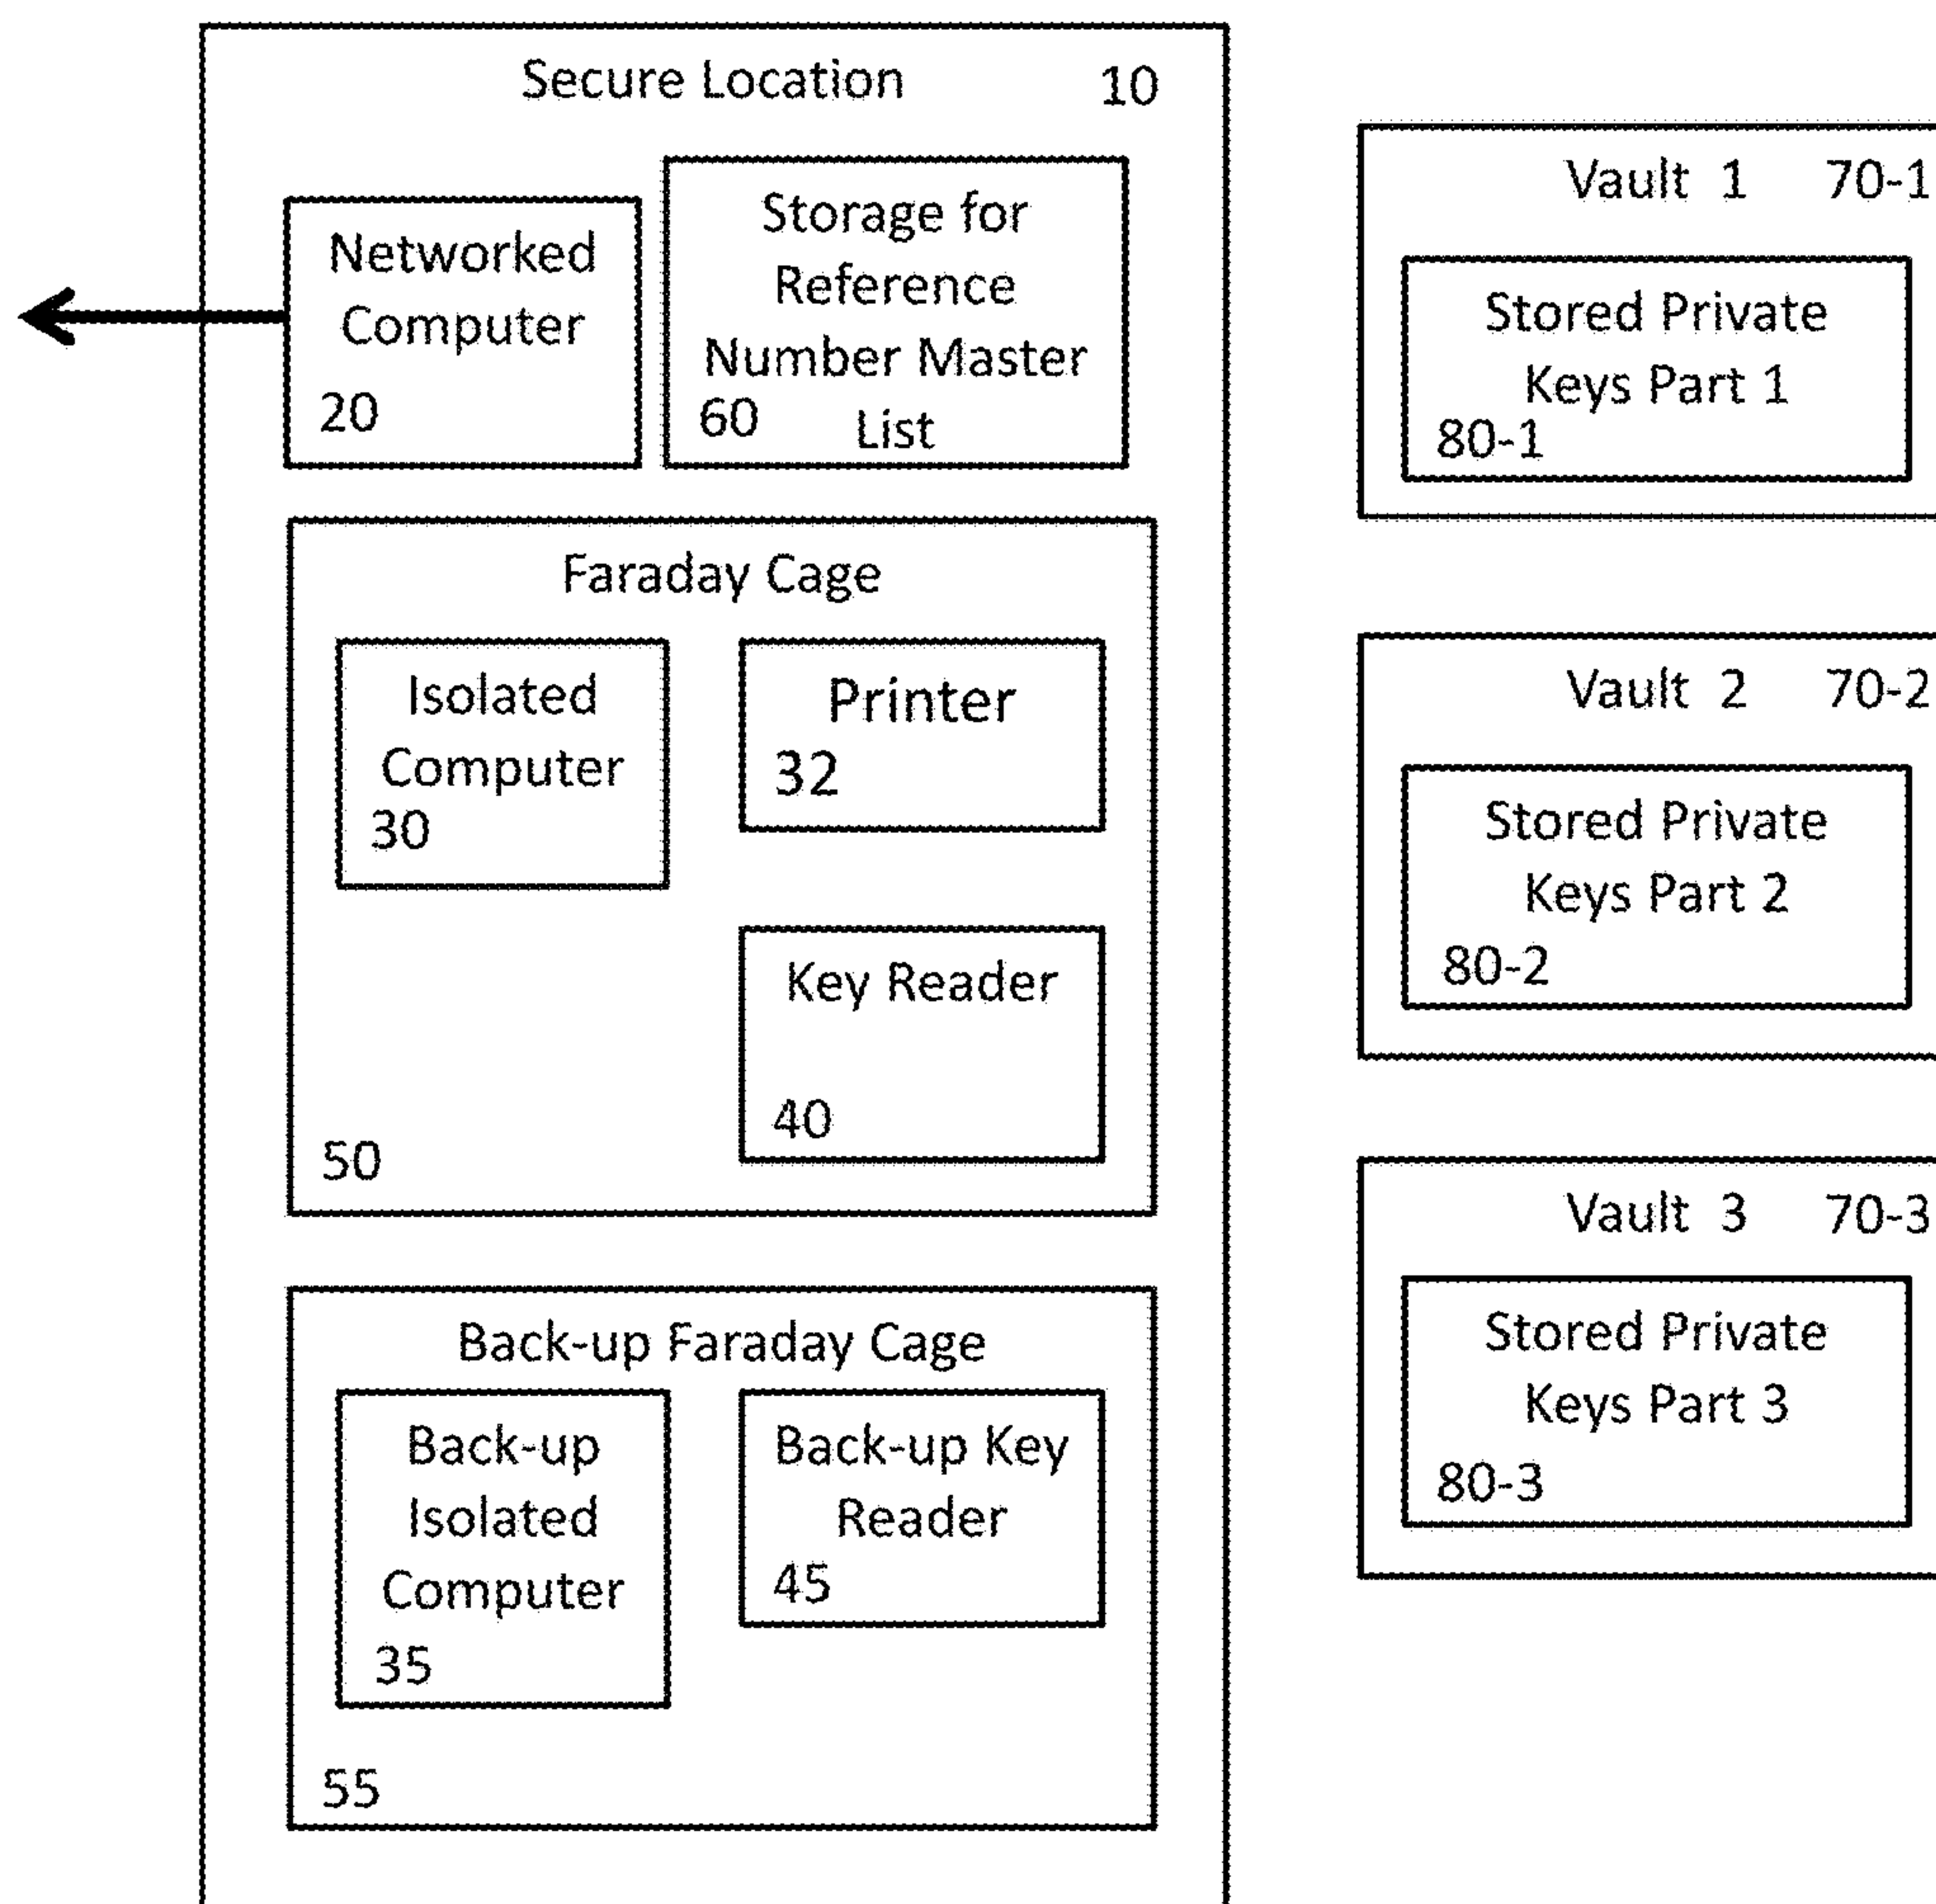 Secure Location 10
Networked
Computer
20
Storage for
Reference
Number Master
60 List
Faraday Cage
Isolated
Computer
30
Printer
32
Key Reader
40
50
Back-up Faraday Cage
Back-up
Isolated
Computer
35
Back-up Key
Reader
45
55
Vault 1 70-1
Stored Private
Keys Part 1
80-1
Vault 2 70-2
Stored Private
Keys Part 2
80-2
Vault 3 70-3
Stored Private
Keys Part 3
80-3